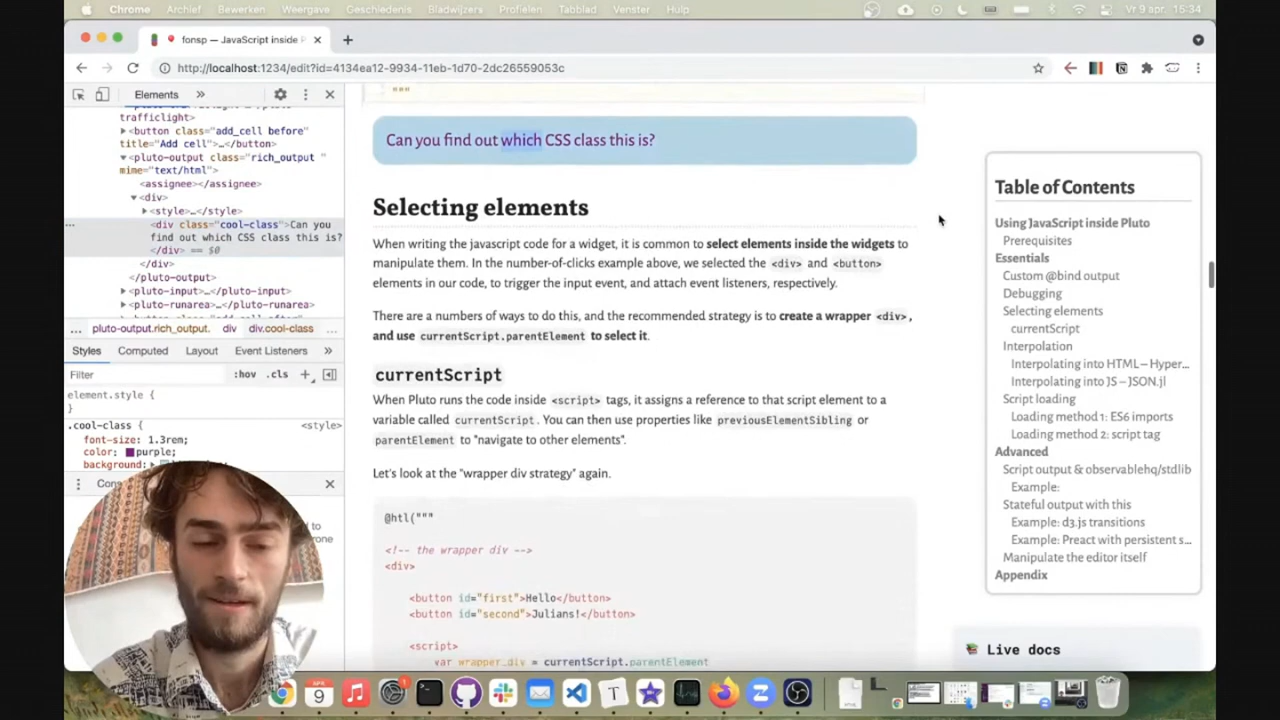 Chrome Archief Bewerken Weergave Geschiedenis Bladwijzers Profielen Tabblad Venster Hulp Vr 9 apr. 15:34
fonsp — JavaScript inside P
http://localhost:1234/edit?id=4134ea12-9934-11eb-1d70-2dc26559053c
Elements
trafficlight
<button class="add_cell before"
title="Add cell">…</button>
<pluto-output class="rich_output "
mime="text/html">
<assignee></assignee>
<div>
<style>…</style>
<div class="cool-class">Can you
find out which CSS class this is?
</div> == $0
</div>
</pluto-output>
<pluto-input>…</pluto-input>
<pluto-runarea>…</pluto-runarea>
... pluto-output.rich_output. div div.cool-class ...
Styles Computed Layout Event Listeners
Filter :hov .cls
element.style {
}
.cool-class { <style>
font-size: 1.3rem;
color: purple;
background:
"""
Can you find out which CSS class this is?
Selecting elements
When writing the javascript code for a widget, it is common to select elements inside the widgets to
manipulate them. In the number-of-clicks example above, we selected the <div> and <button>
elements in our code, to trigger the input event, and attach event listeners, respectively.
There are a numbers of ways to do this, and the recommended strategy is to create a wrapper <div>,
and use currentScript.parentElement to select it.
currentScript
When Pluto runs the code inside <script> tags, it assigns a reference to that script element to a
variable called currentScript. You can then use properties like previousElementSibling or
parentElement to "navigate to other elements".
Let's look at the "wrapper div strategy" again.
@htl("""
<!-- the wrapper div -->
<div>
<button id="first">Hello</button>
<button id="second">Julians!</button>
<script>
var wrapper_div = currentScript.parentElement
Table of Contents
Using JavaScript inside Pluto
Prerequisites
Essentials
Custom @bind output
Debugging
Selecting elements
currentScript
Interpolation
Interpolating into HTML – Hyper...
Interpolating into JS – JSON.jl
Script loading
Loading method 1: ES6 imports
Loading method 2: script tag
Advanced
Script output & observablehq/stdlib
Example:
Stateful output with this
Example: d3.js transitions
Example: Preact with persistent s...
Manipulate the editor itself
Appendix
Live docs
APR
9
1